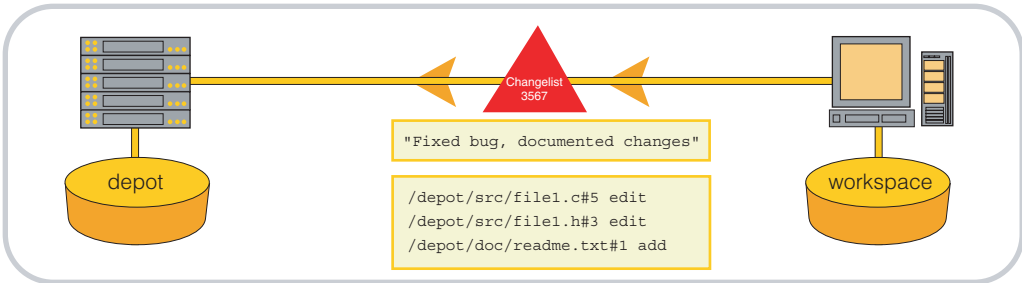 Changelist
3567
"Fixed bug, documented changes"
depot
workspace
/depot/src/file1.c#5 edit
/depot/src/file1.h#3 edit
/depot/doc/readme.txt#1 add